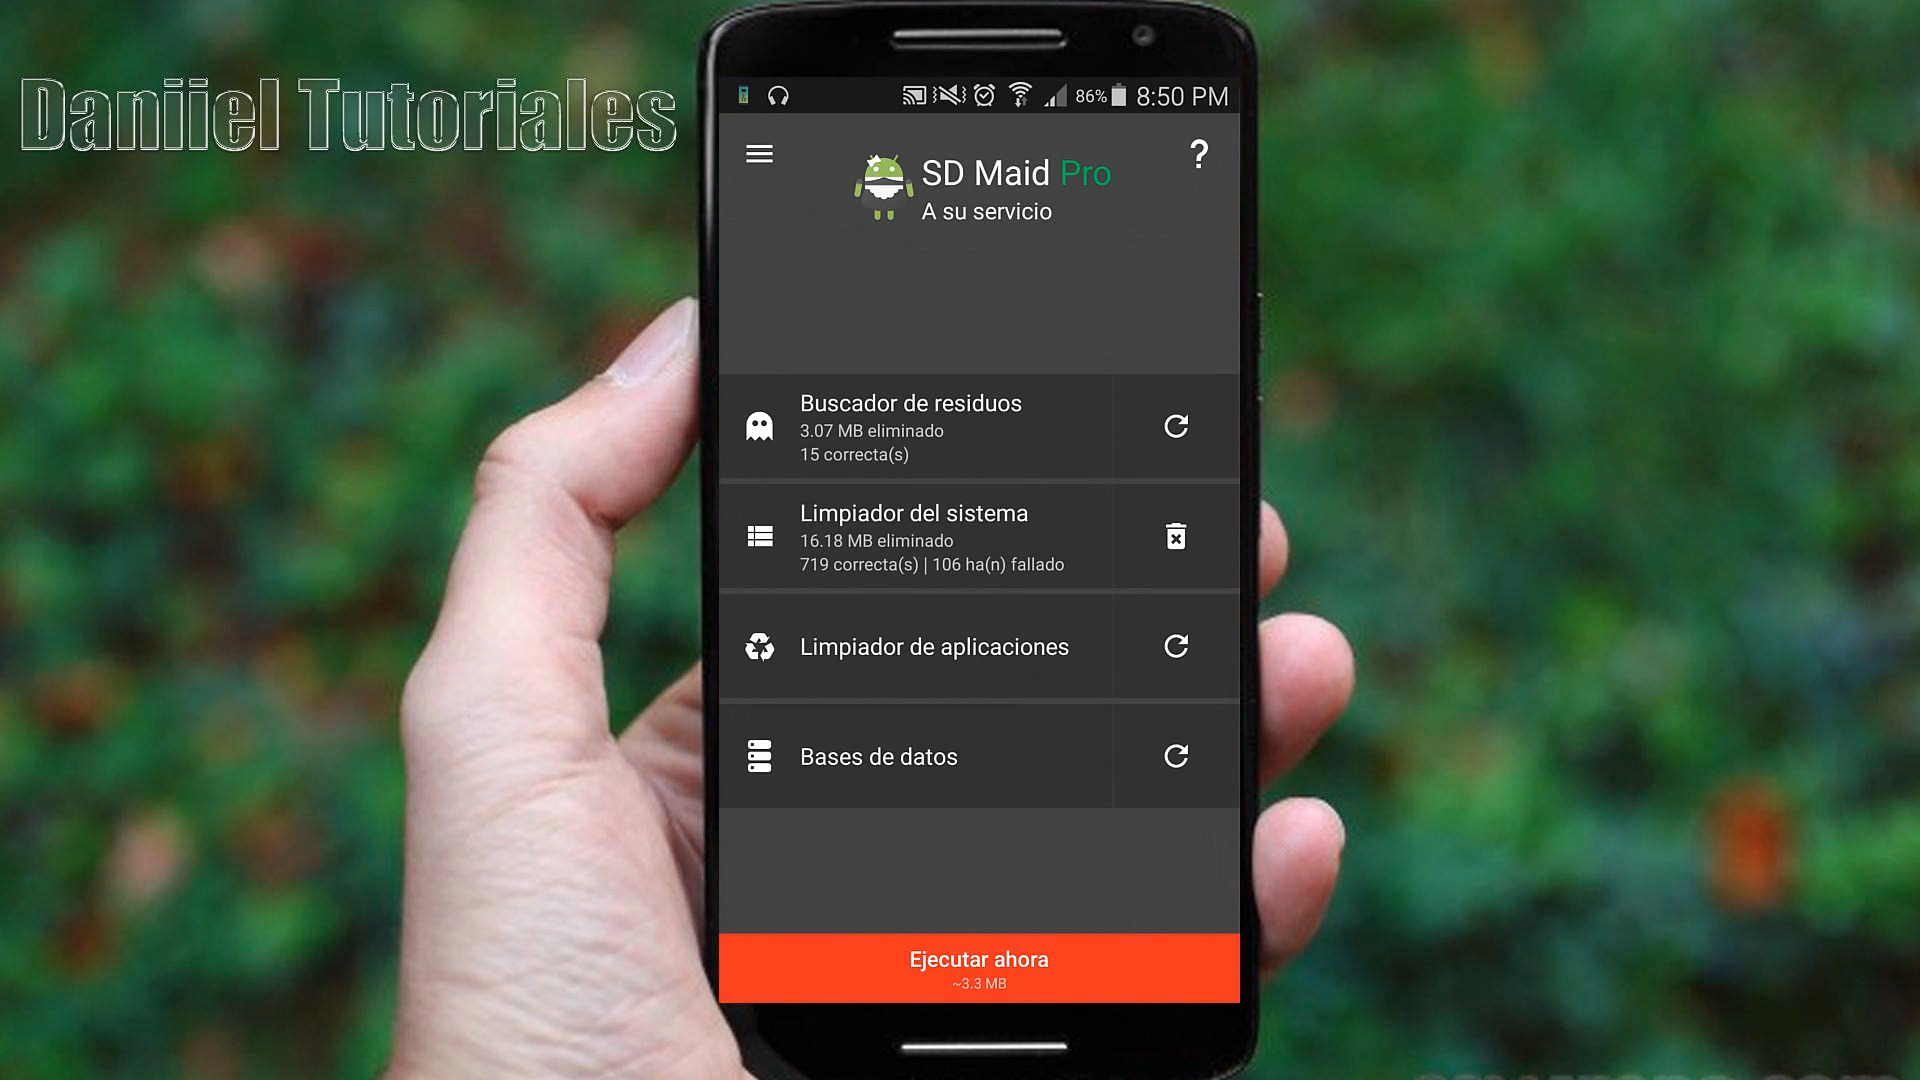 Daniiel Tutoriales
86% 8:50 PM
?
SD Maid Pro
A su servicio
Buscador de residuos
3.07 MB eliminado
15 correcta(s)
Limpiador del sistema
16.18 MB eliminado
719 correcta(s) | 106 ha(n) fallado
Limpiador de aplicaciones
Bases de datos
Ejecutar ahora
~3.3 MB